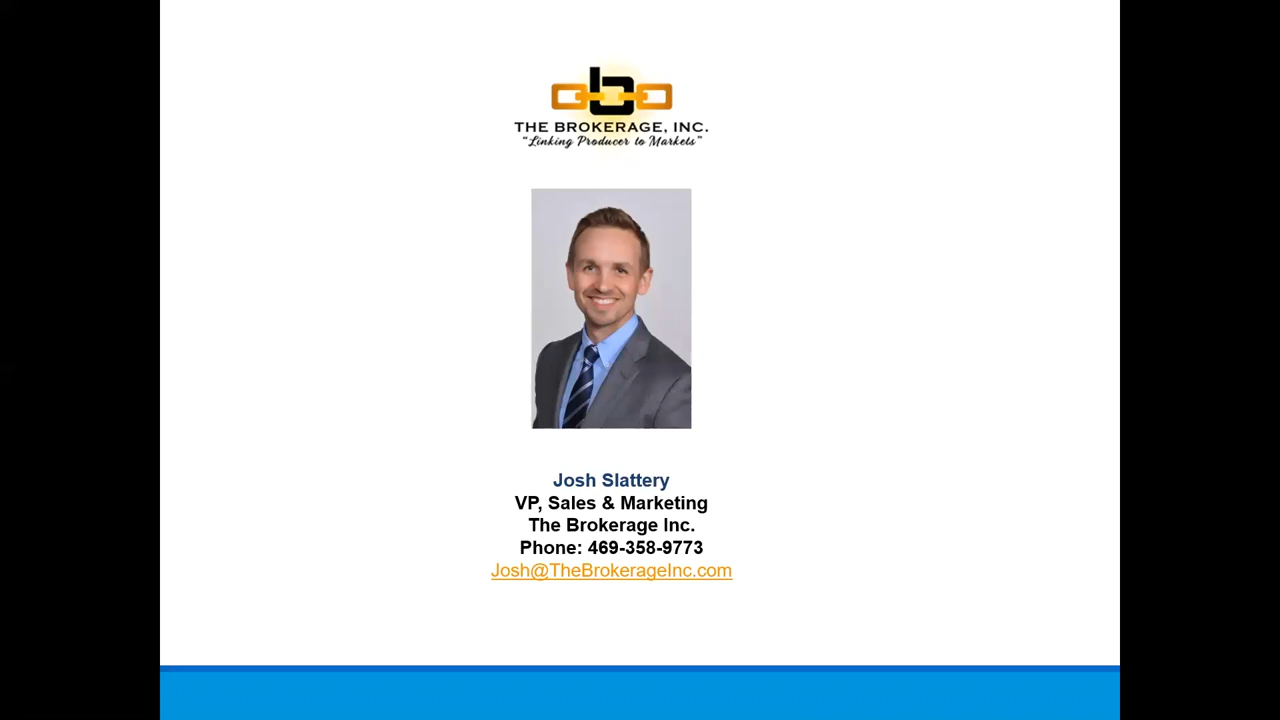 THE BROKERAGE, INC.
"Linking Producer to Markets"
Josh Slattery
VP, Sales & Marketing
The Brokerage Inc.
Phone: 469-358-9773
Josh@TheBrokerageInc.com